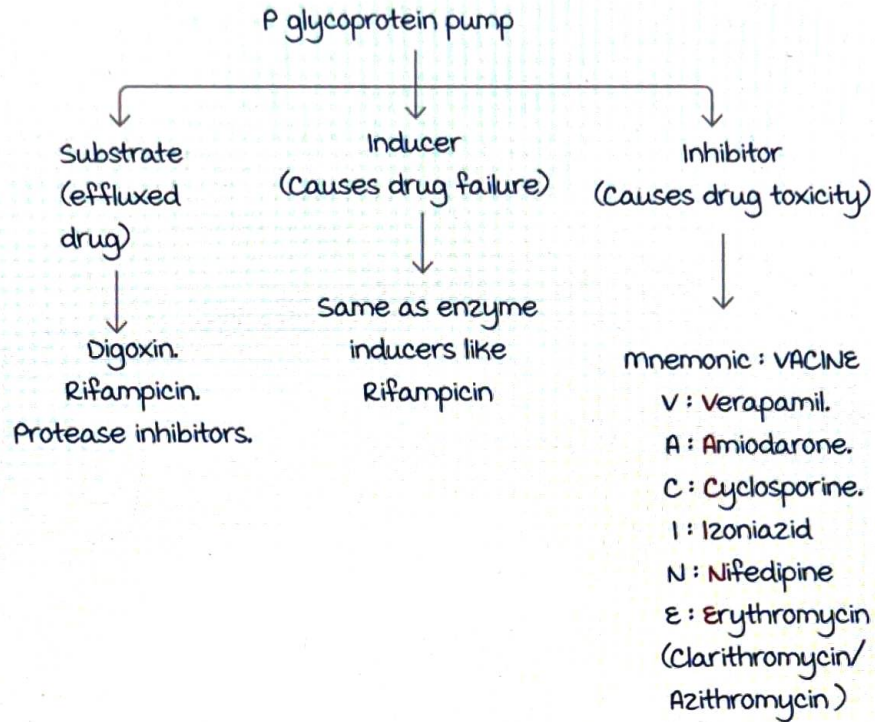 P glycoprotein pump
Substrate
(effluxed
drug)
Digoxin.
Rifampicin.
Protease inhibitors.
Inducer
(Causes drug failure)
Same as enzyme
inducers like
Rifampicin
Inhibitor
(Causes drug toxicity)
mnemonic : VACINE
V : Verapamil.
A : Amiodarone.
C : Cyclosporine.
I : Izoniazid
N : Nifedipine
E : Erythromycin
(Clarithromycin/
Azithromycin)